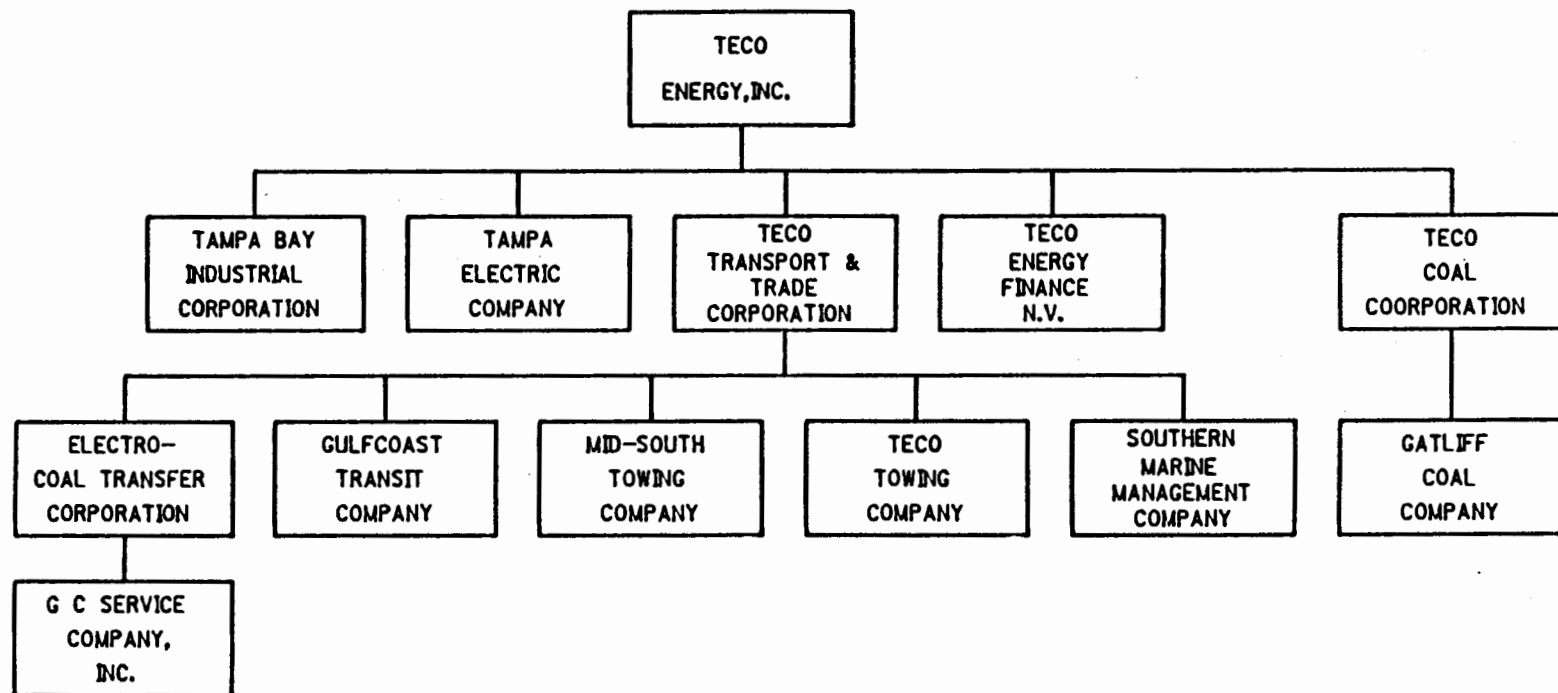 TECO
ENERGY,INC.
TAMPA BAY
INDUSTRIAL
CORPORATION
TAMPA
ELECTRIC
COMPANY
TECO
TRANSPORT &
TRADE
CORPORATION
TECO
ENERGY
FINANCE
N.V.
TECO
COAL
COORPORATION
ELECTRO-
COAL TRANSFER
CORPORATION
GULFCOAST
TRANSIT
COMPANY
MID-SOUTH
TOWING
COMPANY
TECO
TOWING
COMPANY
SOUTHERN
MARINE
MANAGEMENT
COMPANY
GATLIFF
COAL
COMPANY
G C SERVICE
COMPANY,
INC.